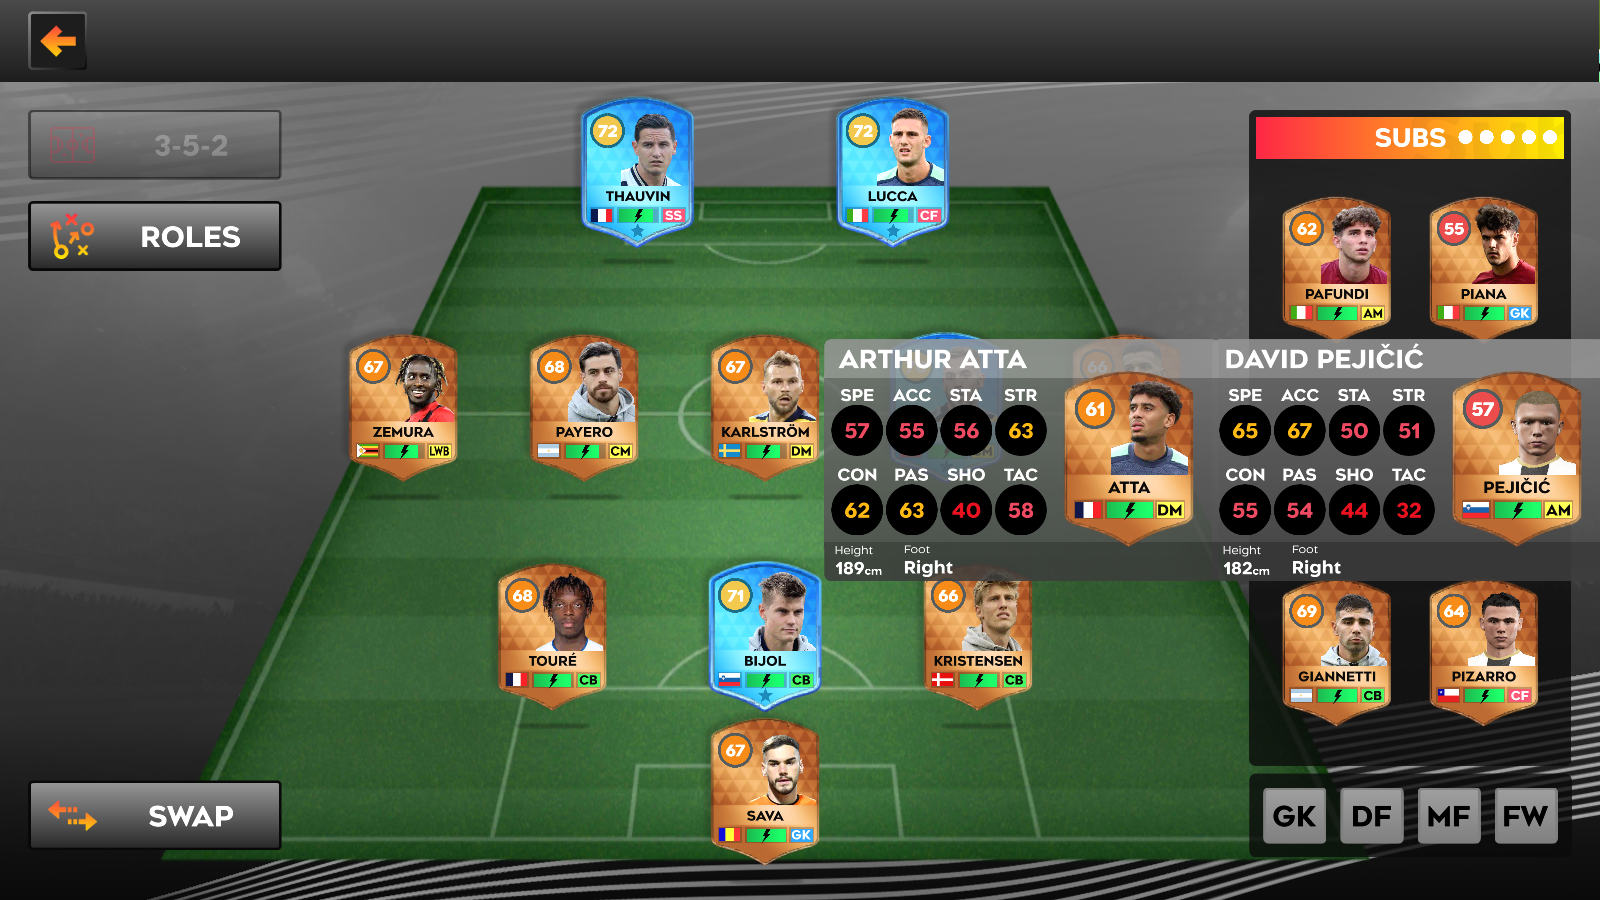 3-5-2
ROLES
SWAP
72
THAUVIN
SS
72
LUCCA
CF
67
ZEMURA
LWB
68
PAYERO
CM
67
KARLSTRÖM
DM
66
68
TOURÉ
CB
71
BIJOL
CB
66
KRISTENSEN
CB
67
SAVA
GK
SUBS
62
PAFUNDI
AM
55
PIANA
GK
ARTHUR ATTA
SPE ACC STA STR
57 55 56 63
CON PAS SHO TAC
62 63 40 58
Height Foot
189cm Right
61
ATTA
DM
DAVID PEJIČIĆ
SPE ACC STA STR
65 67 50 51
CON PAS SHO TAC
55 54 44 32
Height Foot
182cm Right
57
PEJIČIĆ
AM
69
GIANNETTI
CB
64
PIZARRO
CF
GK DF MF FW